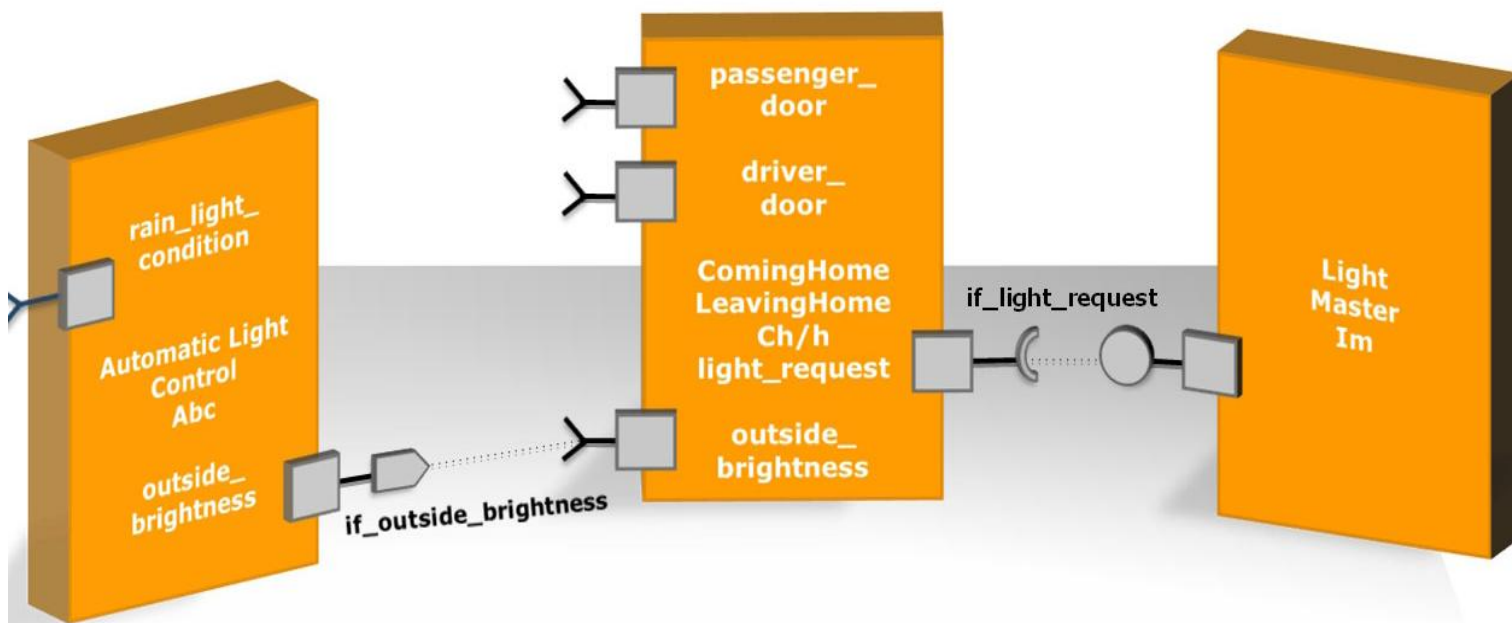 rain_light_
condition
Automatic Light
Control
Abc
outside_
brightness
if_outside_brightness
passenger_
door
driver_
door
ComingHome
LeavingHome
Ch/h
light_request
outside_
brightness
if_light_request
Light
Master
Im